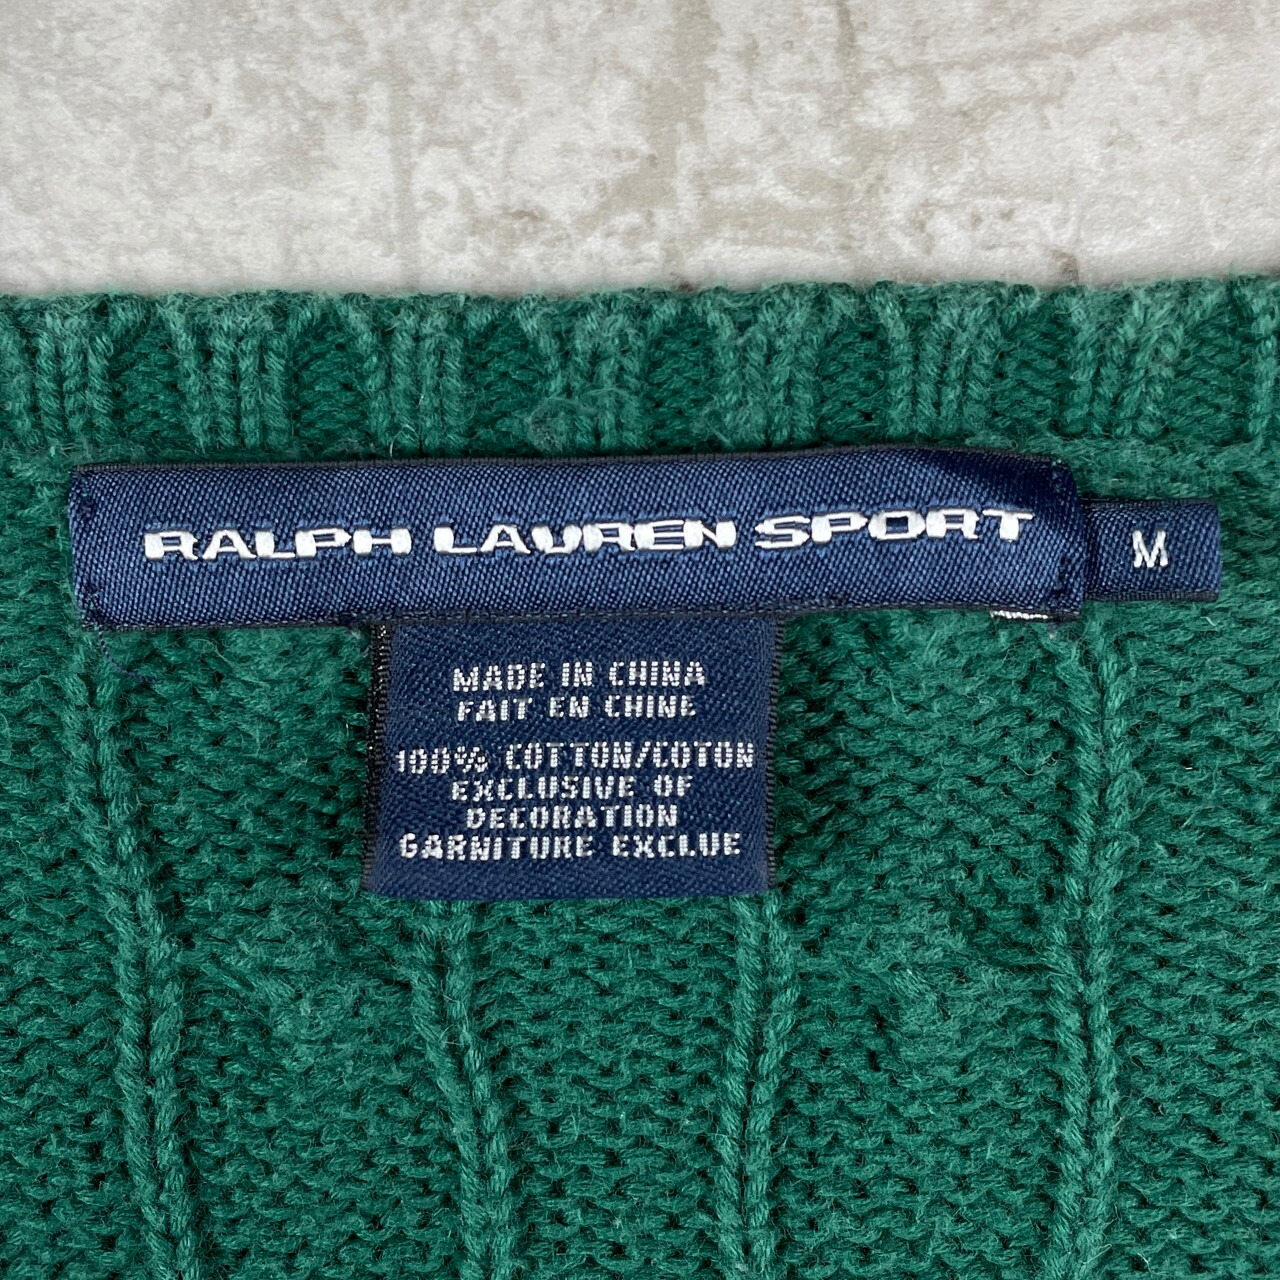 RALPH LAUREN SPORT
M
MADE IN CHINA
FAIT EN CHINE
100% COTTON/COTON
EXCLUSIVE OF
DECORATION
GARNITURE EXCLUE